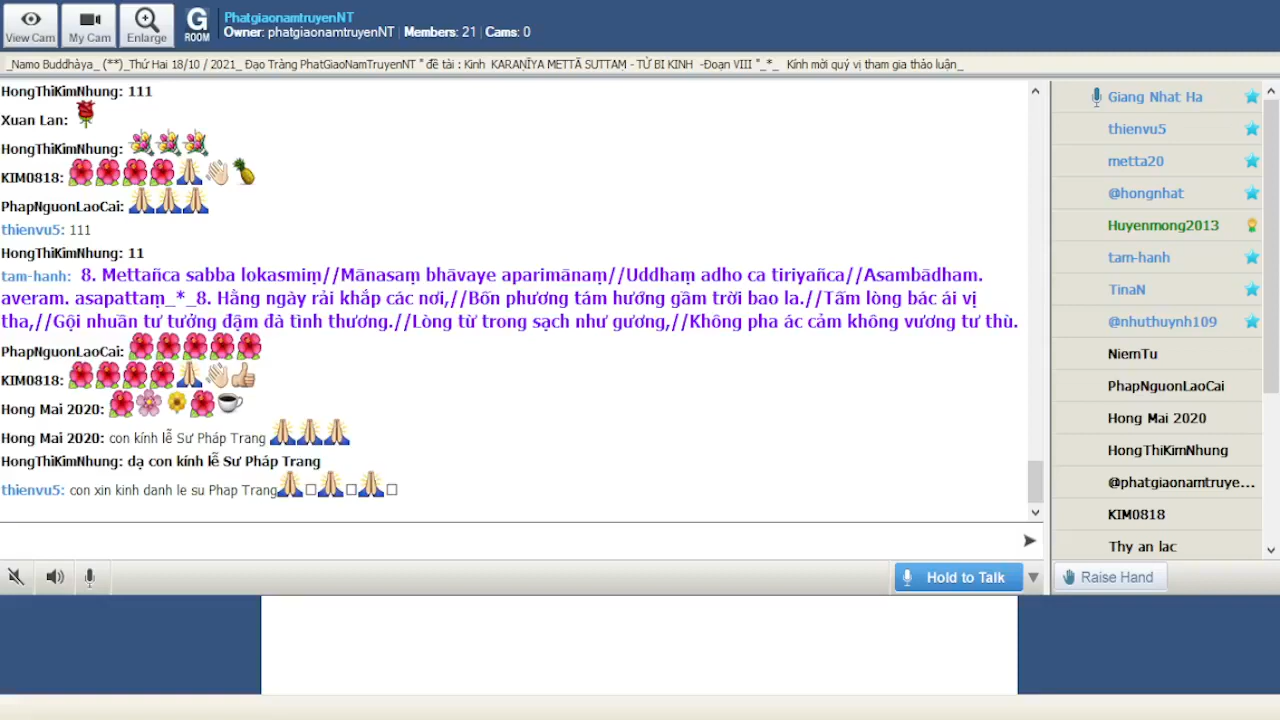 View Cam
My Cam
Enlarge
G
ROOM
PhatgiaonamtruyenNT
Owner: phatgiaonamtruyenNT | Members: 21 | Cams: 0
_Namo Buddhàya_ (**)_Thứ Hai 18/10 / 2021_ Đạo Tràng PhatGiaoNamTruyenNT " đề tài : Kinh KARAṆĪYA METTĀ SUTTAṂ - TỪ BI KINH -Đoạn VIII "_*_ Kính mời quý vị tham gia thảo luận_
HongThiKimNhung: 111
Xuan Lan:
HongThiKimNhung:
KIM0818:
PhapNguonLaoCai:
thienvu5: 111
HongThiKimNhung: 11
tam-hanh: 8. Mettañca sabba lokasmiṃ//Mānasaṃ bhāvaye aparimānaṃ//Uddhaṃ adho ca tiriyañca//Asambādham.
averam. asapattaṃ_*_8. Hằng ngày rải khắp các nơi,//Bốn phương tám hướng gầm trời bao la.//Tấm lòng bác ái vị
tha,//Gội nhuần tư tưởng đậm đà tình thương.//Lòng từ trong sạch như gương,//Không pha ác cảm không vương tư thù.
PhapNguonLaoCai:
KIM0818:
Hong Mai 2020:
Hong Mai 2020: con kính lễ Sư Pháp Trang
HongThiKimNhung: dạ con kính lễ Sư Pháp Trang
thienvu5: con xin kinh danh le su Phap Trang
Hold to Talk
Giang Nhat Ha
thienvu5
metta20
@hongnhat
Huyenmong2013
tam-hanh
TinaN
@nhuthuynh109
NiemTu
PhapNguonLaoCai
Hong Mai 2020
HongThiKimNhung
@phatgiaonamtruye...
KIM0818
Thy an lac
Raise Hand